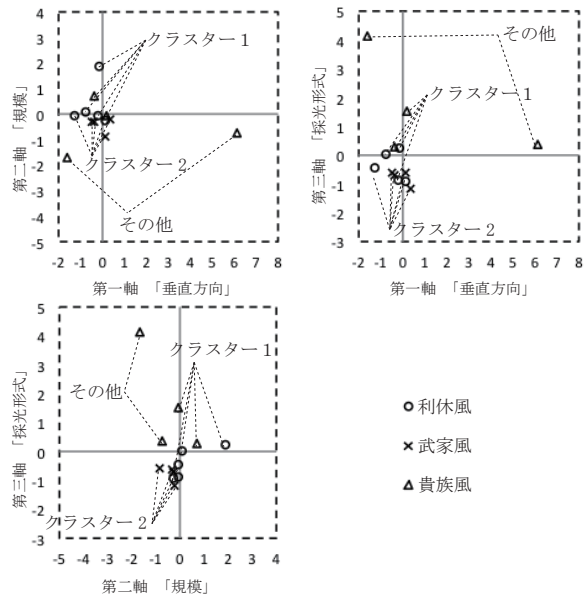 4
3
2
1
0
-1
-2
-3
-4
-5
-2 -1 0 1 2 3 4 5 6 7 8
第二軸 「規模」
第一軸 「垂直方向」
クラスター1
クラスター2
その他
5
4
3
2
1
0
-1
-2
-3
-2 -1 0 1 2 3 4 5 6 7 8
第三軸 「採光形式」
第一軸 「垂直方向」
その他
クラスター1
クラスター2
5
4
3
2
1
0
-1
-2
-3
-5 -4 -3 -2 -1 0 1 2 3 4
第三軸 「採光形式」
第二軸 「規模」
クラスター1
その他
クラスター2
利休風
武家風
貴族風